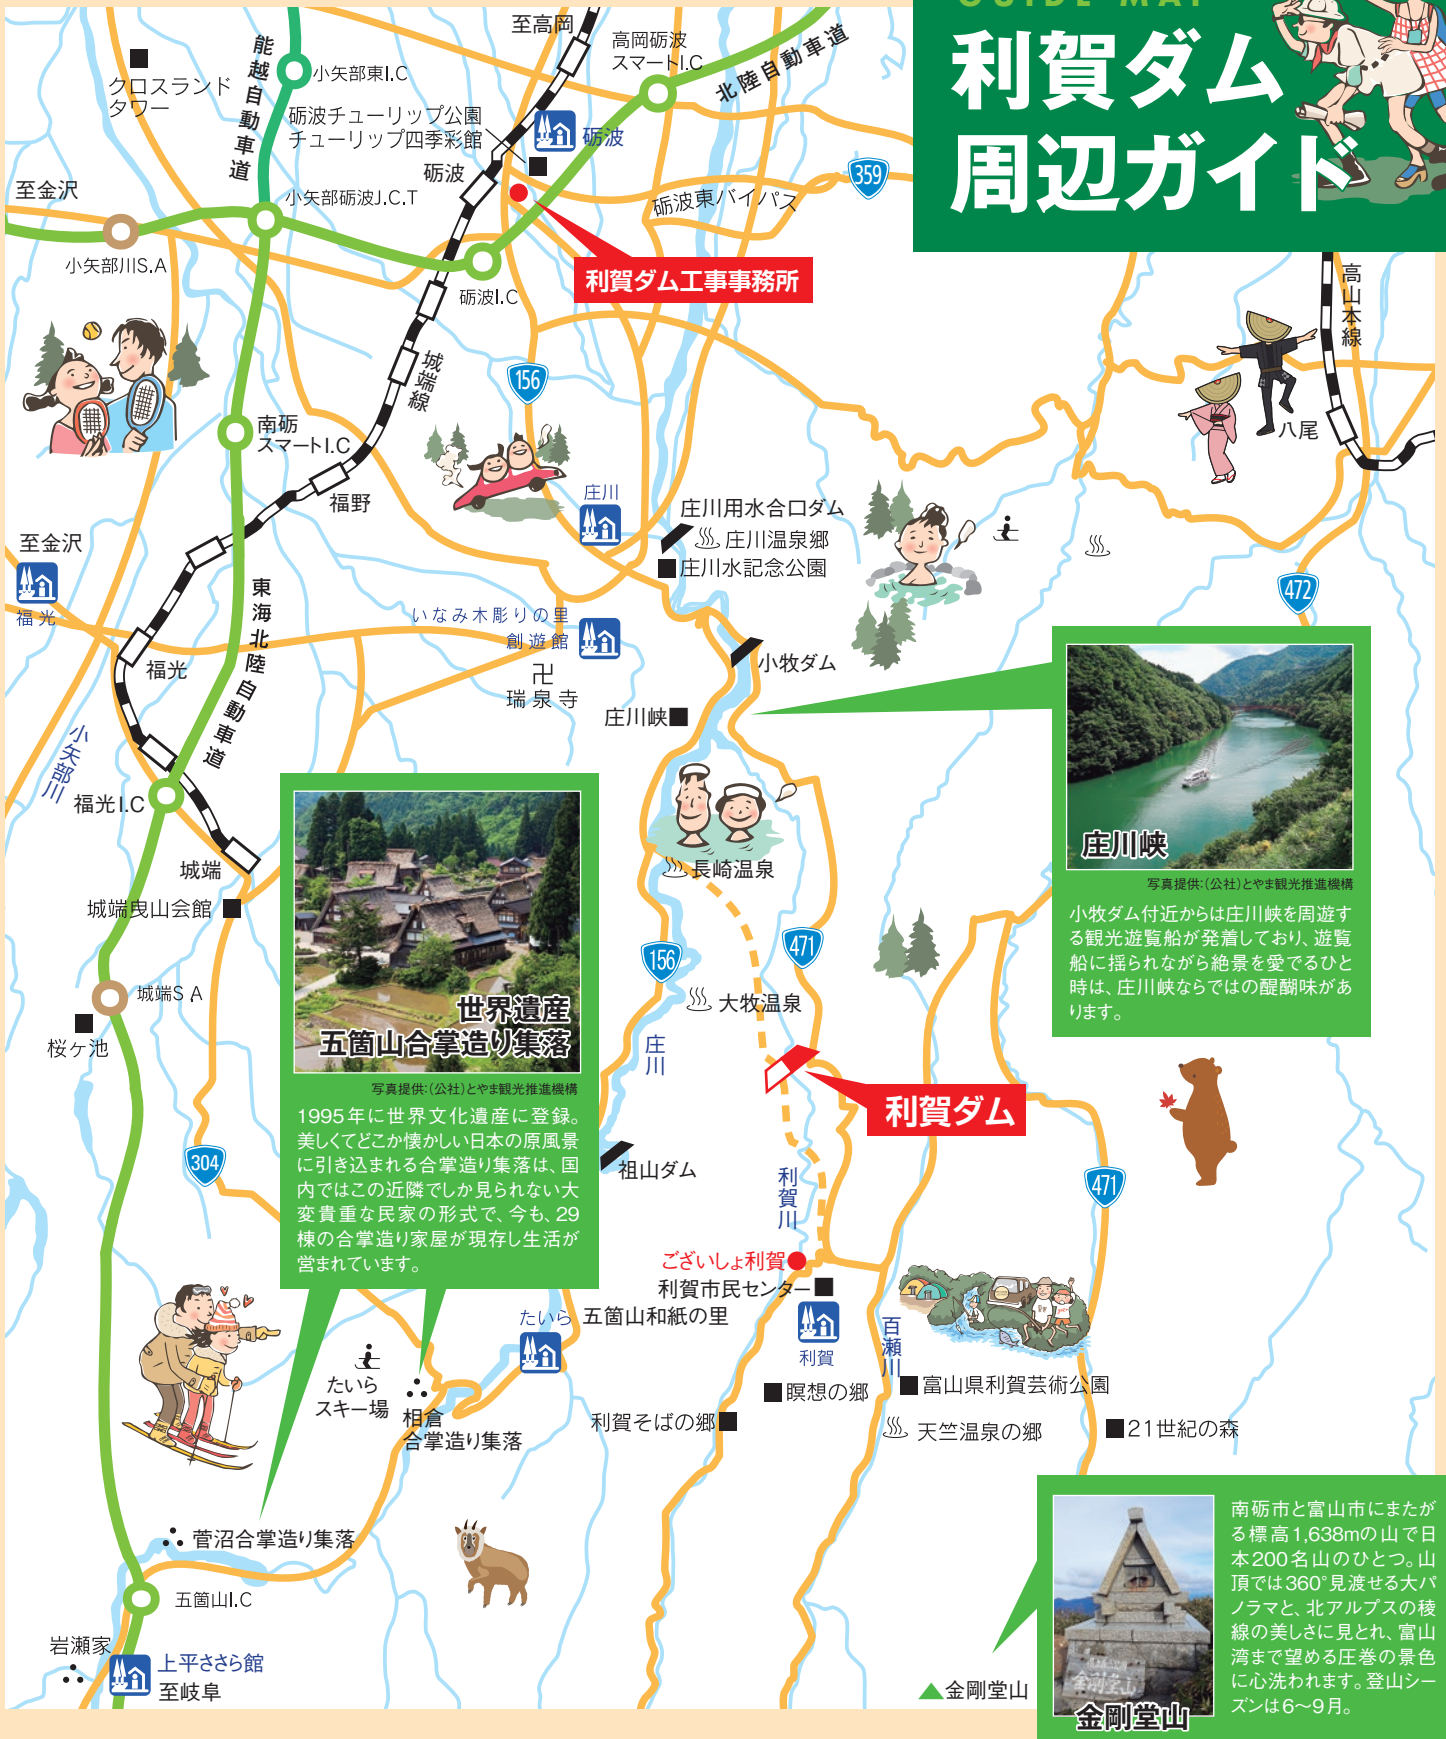 GUIDE MAP
利賀ダム
周辺ガイド
至高岡
高岡砺波
スマートI.C
北陸自動車道
能越自動車道
小矢部東I.C
クロスランド
タワー
砺波チューリップ公園
チューリップ四季彩館
砺波
砺波
359
至金沢
小矢部砺波J.C.T
砺波東バイパス
小矢部川S.A
利賀ダム工事事務所
砺波I.C
高山本線
城端線
156
八尾
南砺
スマートI.C
福野
庄川
庄川用水合口ダム
庄川温泉郷
庄川水記念公園
至金沢
福光
東海北陸自動車道
472
いなみ木彫りの里
創遊館
卍
瑞泉寺
小牧ダム
福光
庄川峡
小矢部川
福光I.C
城端
長崎温泉
庄川峡
写真提供:(公社)とやま観光推進機構
小牧ダム付近からは庄川峡を周遊す
る観光遊覧船が発着しており、遊覧
船に揺られながら絶景を愛でるひと
時は、庄川峡ならではの醍醐味があ
ります。
城端曳山会館
156
471
城端S.A
大牧温泉
桜ヶ池
庄川
世界遺産
五箇山合掌造り集落
写真提供:(公社)とやま観光推進機構
1995年に世界文化遺産に登録。
美しくてどこか懐かしい日本の原風景
に引き込まれる合掌造り集落は、国
内ではこの近隣でしか見られない大
変貴重な民家の形式で、今も、29
棟の合掌造り家屋が現存し生活が
営まれています。
利賀ダム
304
祖山ダム
利賀川
471
ございしょ利賀
利賀市民センター
たいら
五箇山和紙の里
利賀
百瀬川
たいら
スキー場
相倉
合掌造り集落
瞑想の郷
富山県利賀芸術公園
利賀そばの郷
天竺温泉の郷
21世紀の森
菅沼合掌造り集落
五箇山I.C
岩瀬家
上平ささら館
至岐阜
金剛堂山
金剛堂山
金剛堂山
南砺市と富山市にまたが
る標高1,638mの山で日
本200名山のひとつ。山
頂では360°見渡せる大パ
ノラマと、北アルプスの稜
線の美しさに見とれ、富山
湾まで望める圧巻の景色
に心洗われます。登山シー
ズンは6〜9月。